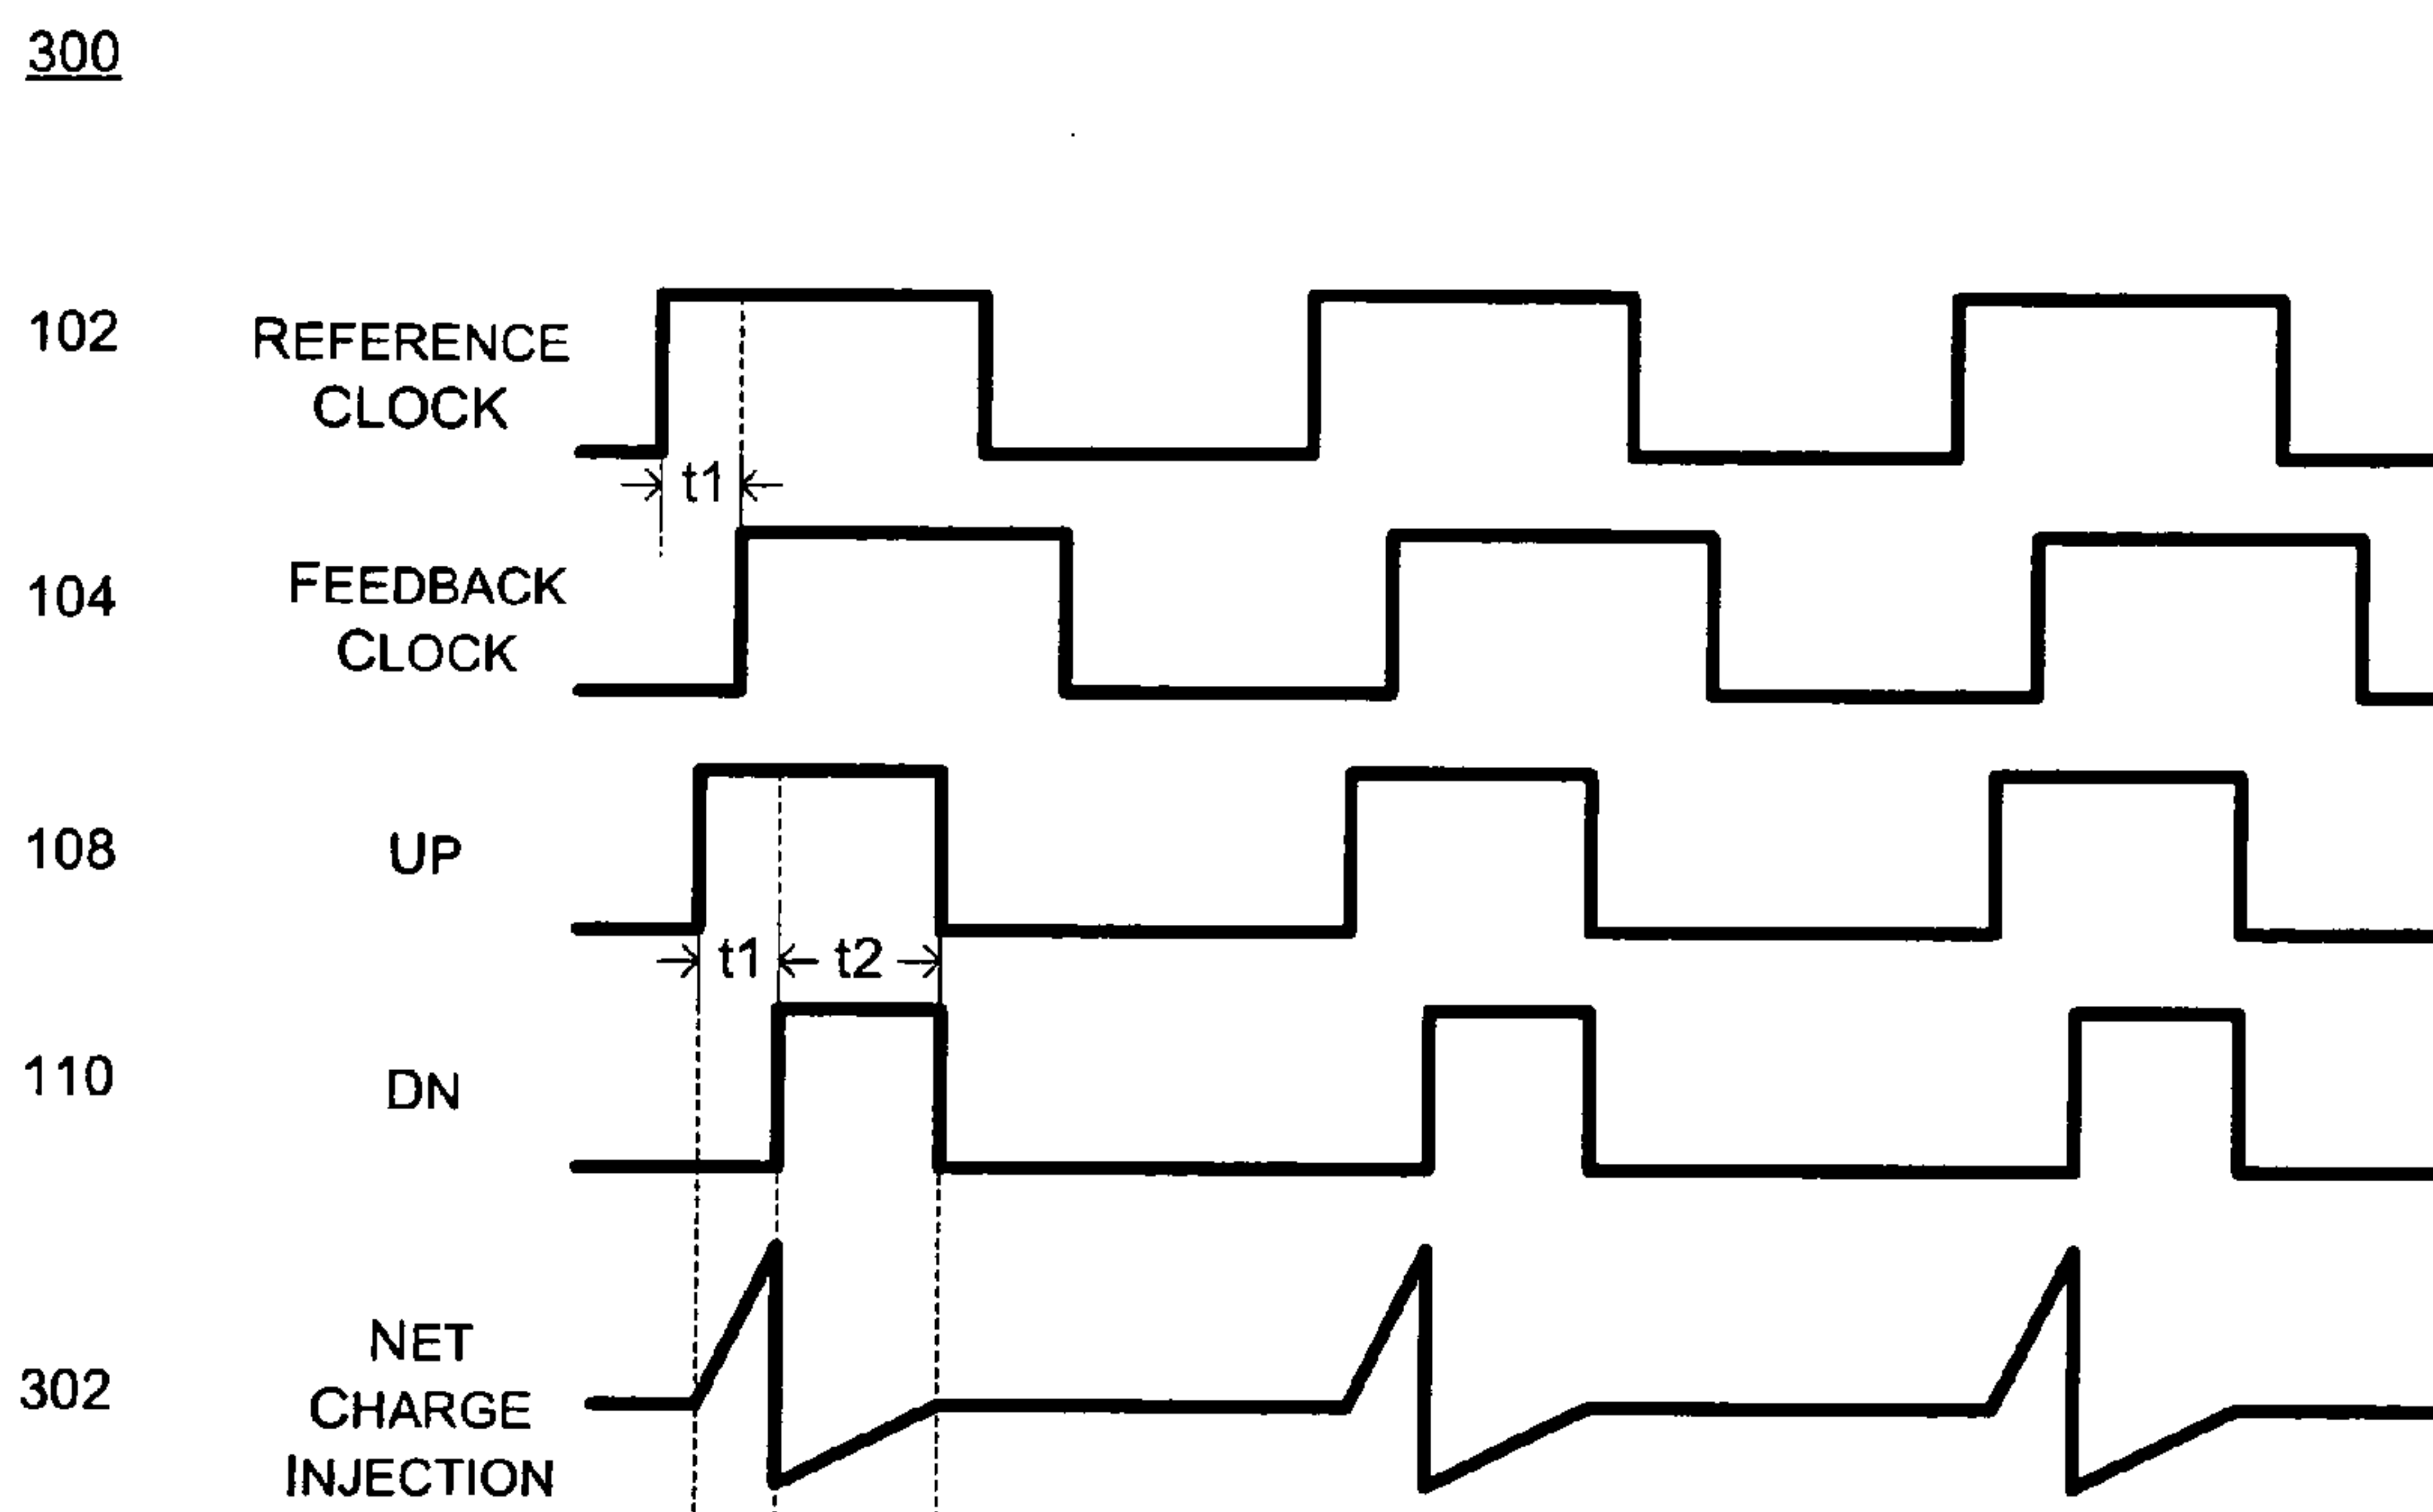 300
102 REFERENCE
CLOCK
t1
104 FEEDBACK
CLOCK
108 UP
t1 t2
110 DN
NET
302 CHARGE
INJECTION